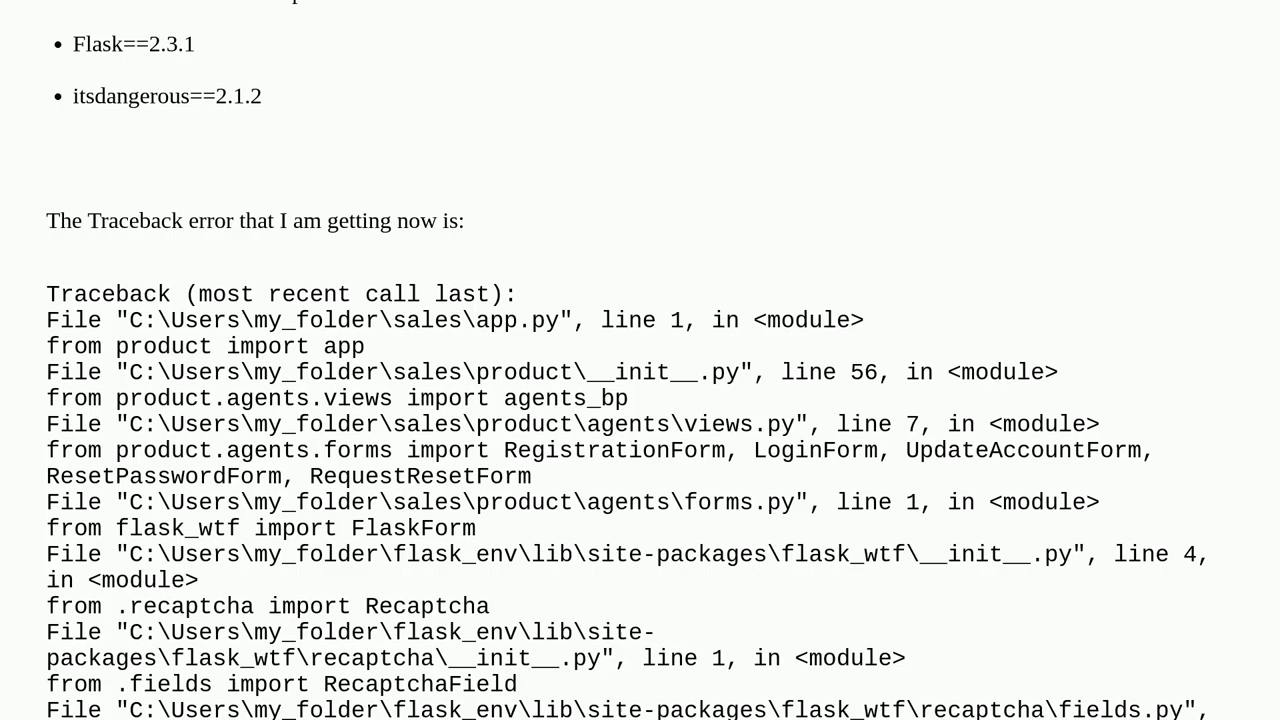 Flask==2.3.1
itsdangerous==2.1.2
The Traceback error that I am getting now is:
Traceback (most recent call last):
File "C:\Users\my_folder\sales\app.py", line 1, in <module>
from product import app
File "C:\Users\my_folder\sales\product\__init__.py", line 56, in <module>
from product.agents.views import agents_bp
File "C:\Users\my_folder\sales\product\agents\views.py", line 7, in <module>
from product.agents.forms import RegistrationForm, LoginForm, UpdateAccountForm,
ResetPasswordForm, RequestResetForm
File "C:\Users\my_folder\sales\product\agents\forms.py", line 1, in <module>
from flask_wtf import FlaskForm
File "C:\Users\my_folder\flask_env\lib\site-packages\flask_wtf\__init__.py", line 4,
in <module>
from .recaptcha import Recaptcha
File "C:\Users\my_folder\flask_env\lib\site-
packages\flask_wtf\recaptcha\__init__.py", line 1, in <module>
from .fields import RecaptchaField
File "C:\Users\my_folder\flask_env\lib\site-packages\flask_wtf\recaptcha\fields.py",